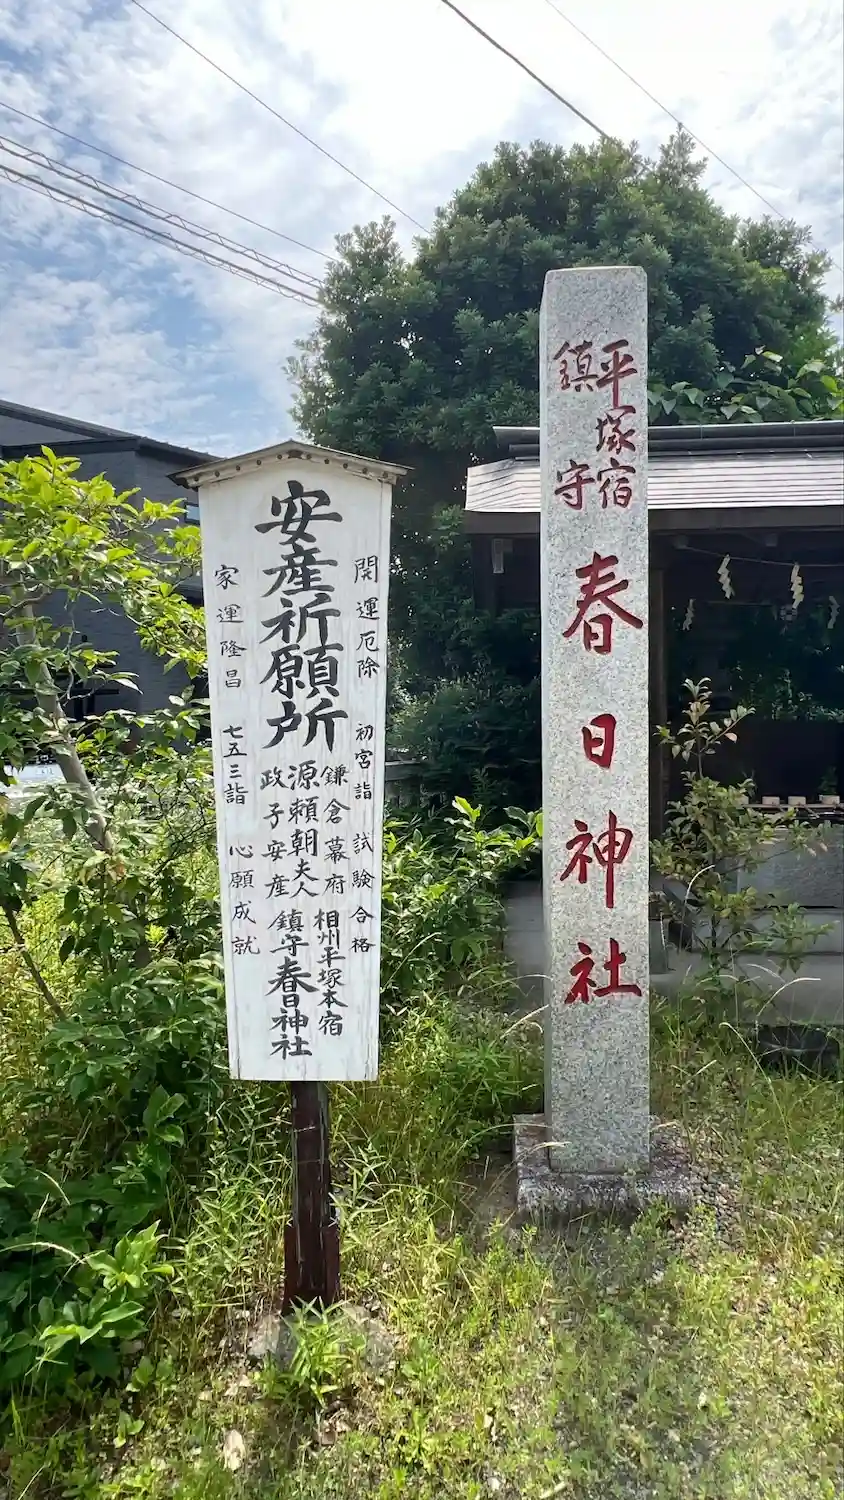 平塚宿
鎮守
春日神社
開運厄除 初宮詣 試験合格
安産祈願所
鎌倉幕府
源頼朝夫人
政子安産
相州平塚本宿
鎮守春日神社
家運隆昌 七五三詣 心願成就